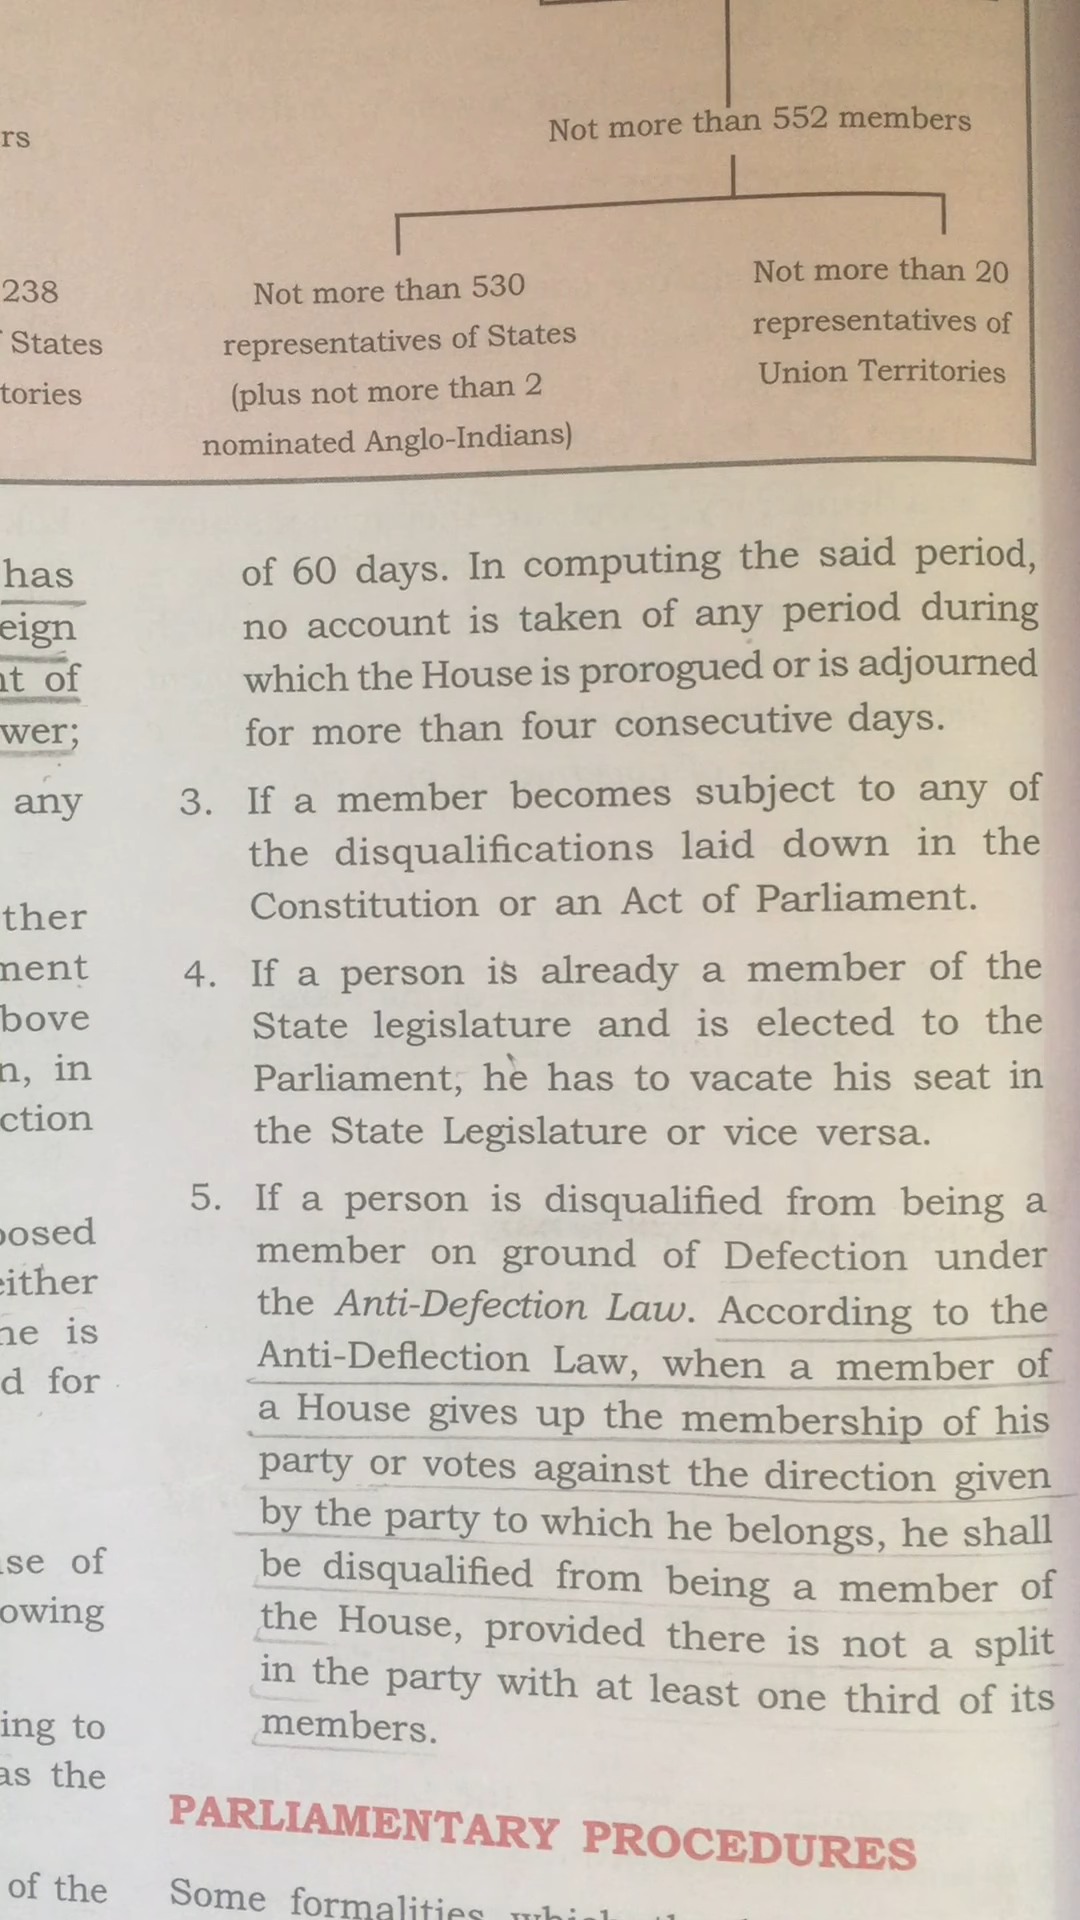 Not more than 552 members
rs
238
States
tories
Not more than 530
representatives of States
(plus not more than 2
nominated Anglo-Indians)
Not more than 20
representatives of
Union Territories
has
eign
nt of
wer;
any
ther
ment
bove
n, in
ction
posed
either
he is
d for
se of
owing
ing to
as the
of the
of 60 days. In computing the said period,
no account is taken of any period during
which the House is prorogued or is adjourned
for more than four consecutive days.
3. If a member becomes subject to any of
the disqualifications laid down in the
Constitution or an Act of Parliament.
4. If a person is already a member of the
State legislature and is elected to the
Parliament, he has to vacate his seat in
the State Legislature or vice versa.
5. If a person is disqualified from being a
member on ground of Defection under
the Anti-Defection Law. According to the
Anti-Deflection Law, when a member of
a House gives up the membership of his
party or votes against the direction given
by the party to which he belongs, he shall
be disqualified from being a member of
the House, provided there is not a split
in the party with at least one third of its
members.
PARLIAMENTARY PROCEDURES
Some formalities which